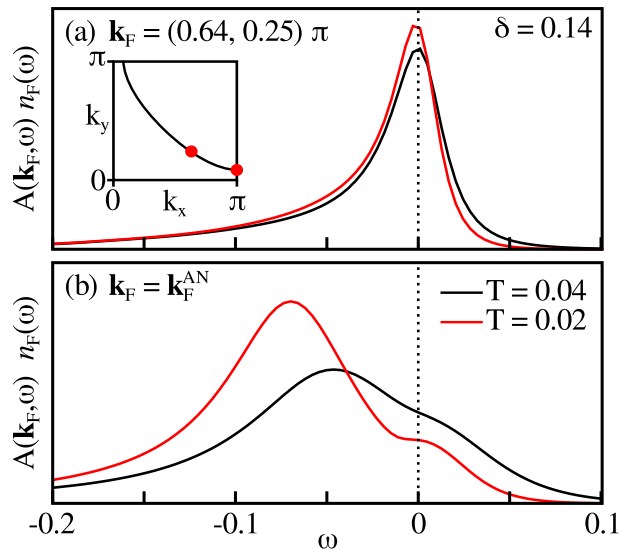 (a) k_F = (0.64, 0.25) π
δ = 0.14
A(k_F,ω) n_F(ω)
π
k_y
0
0
k_x
π
(b) k_F = k_F^AN
T = 0.04
T = 0.02
A(k_F,ω) n_F(ω)
-0.2
-0.1
0
0.1
ω